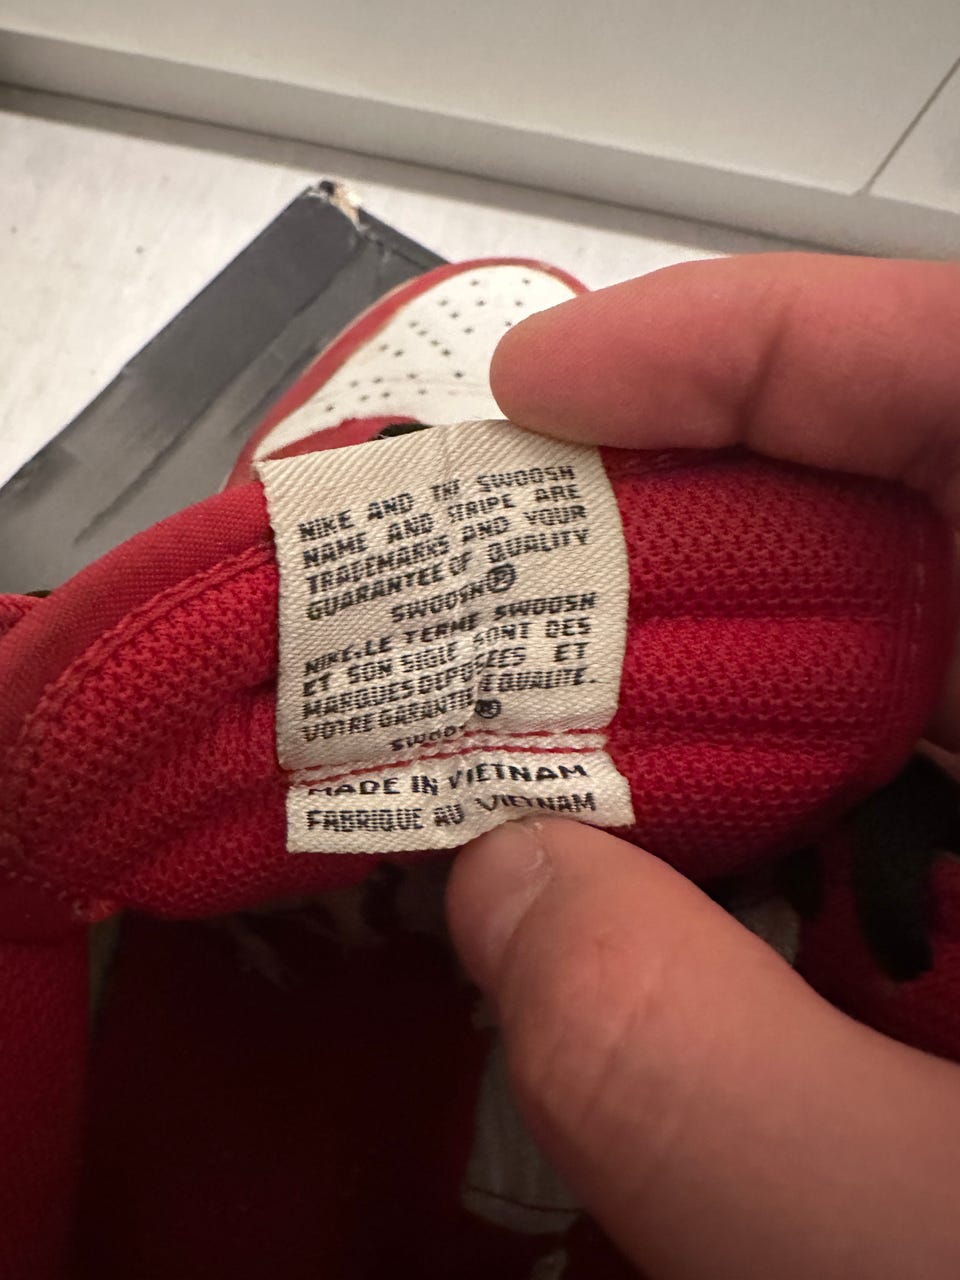 NIKE AND THE SWOOSH
NAME AND STRIPE ARE
TRADEMARKS AND YOUR
GUARANTEE OF QUALITY
SWOOSH®
NIKE·LE TERME SWOOSH
ET SON SIGLE SONT DES
MARQUES DEPOSEES ET
VOTRE GARANTIE QUALITE.
SWOOSH®
MADE IN VIETNAM
FABRIQUE AU VIETNAM